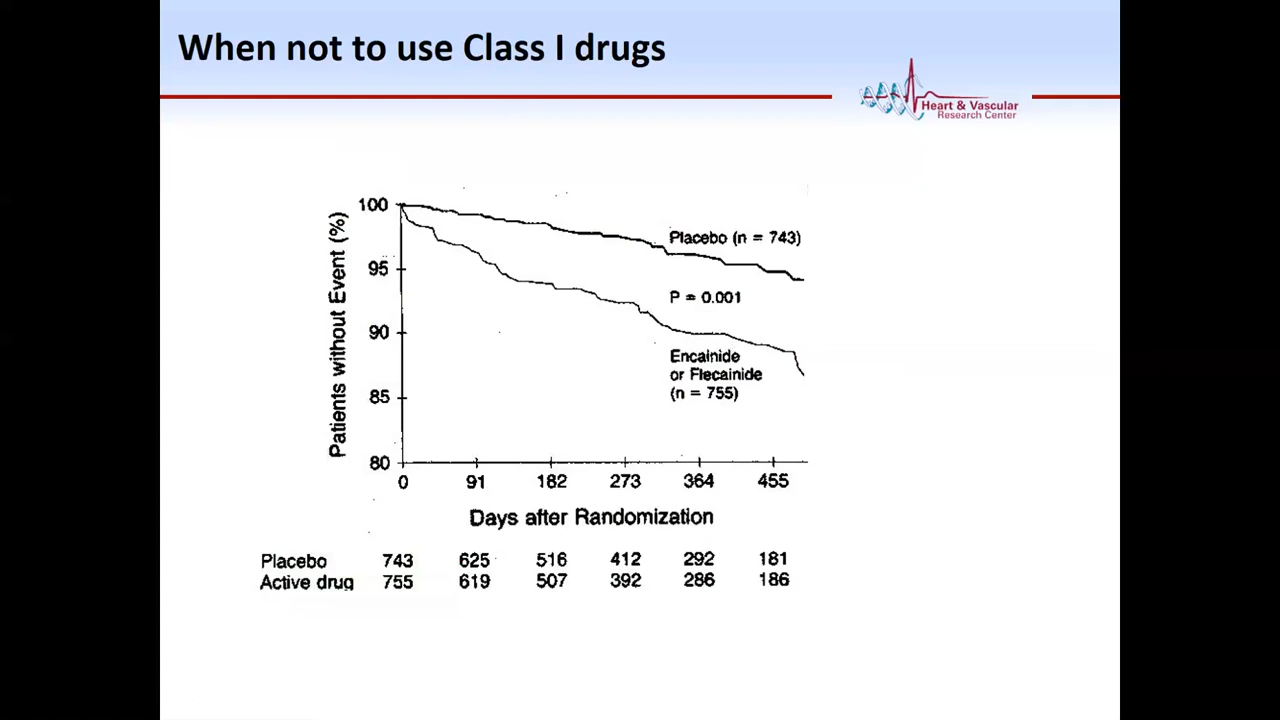 When not to use Class I drugs
Heart & Vascular
Research Center
Patients without Event (%)
100
95
90
85
80
Placebo (n = 743)
P = 0.001
Encainide
or Flecainide
(n = 755)
0 91 182 273 364 455
Days after Randomization
Placebo 743 625 516 412 292 181
Active drug 755 619 507 392 286 186